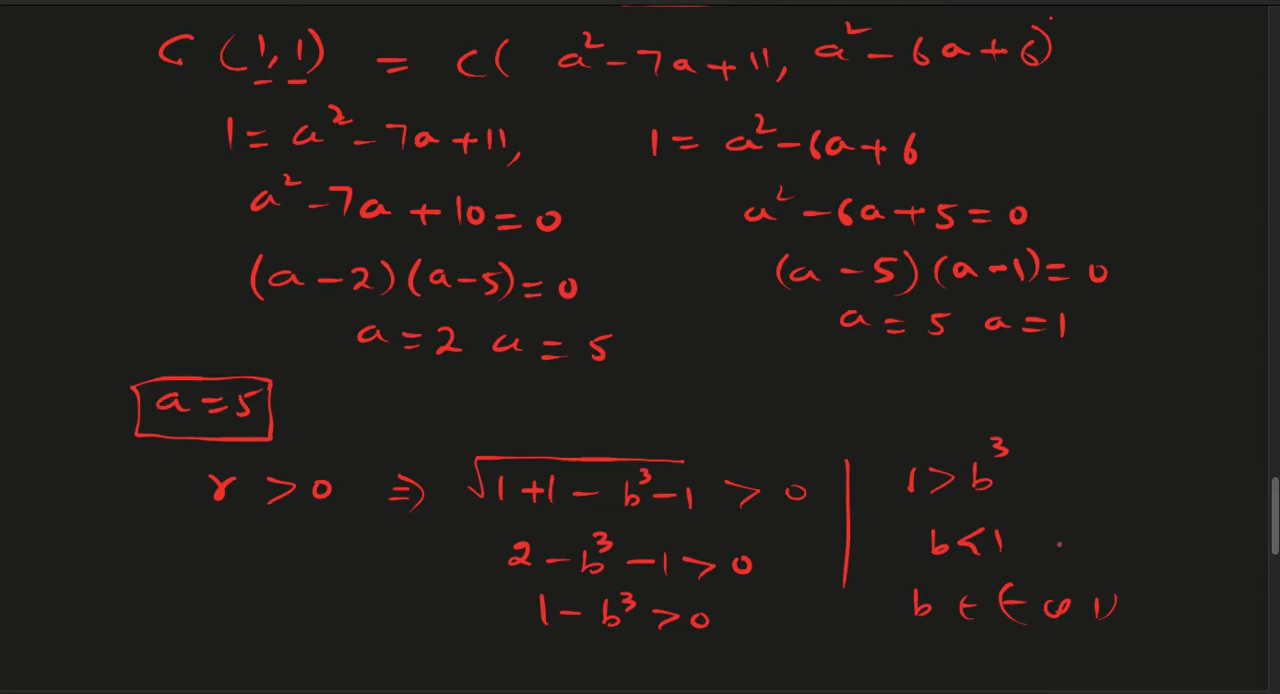 C (1, 1) = C( a² - 7a + 11, a² - 6a + 6)
1 = a² - 7a + 11,
a² - 7a + 10 = 0
(a - 2)(a - 5) = 0
a = 2 a = 5
1 = a² - 6a + 6
a² - 6a + 5 = 0
(a - 5)(a - 1) = 0
a = 5 a = 1
a = 5
r > 0 ⇒ √(1 + 1 - b³ - 1) > 0
2 - b³ - 1 > 0
1 - b³ > 0
1 > b³
b < 1
b ∈ (-∞ 1)